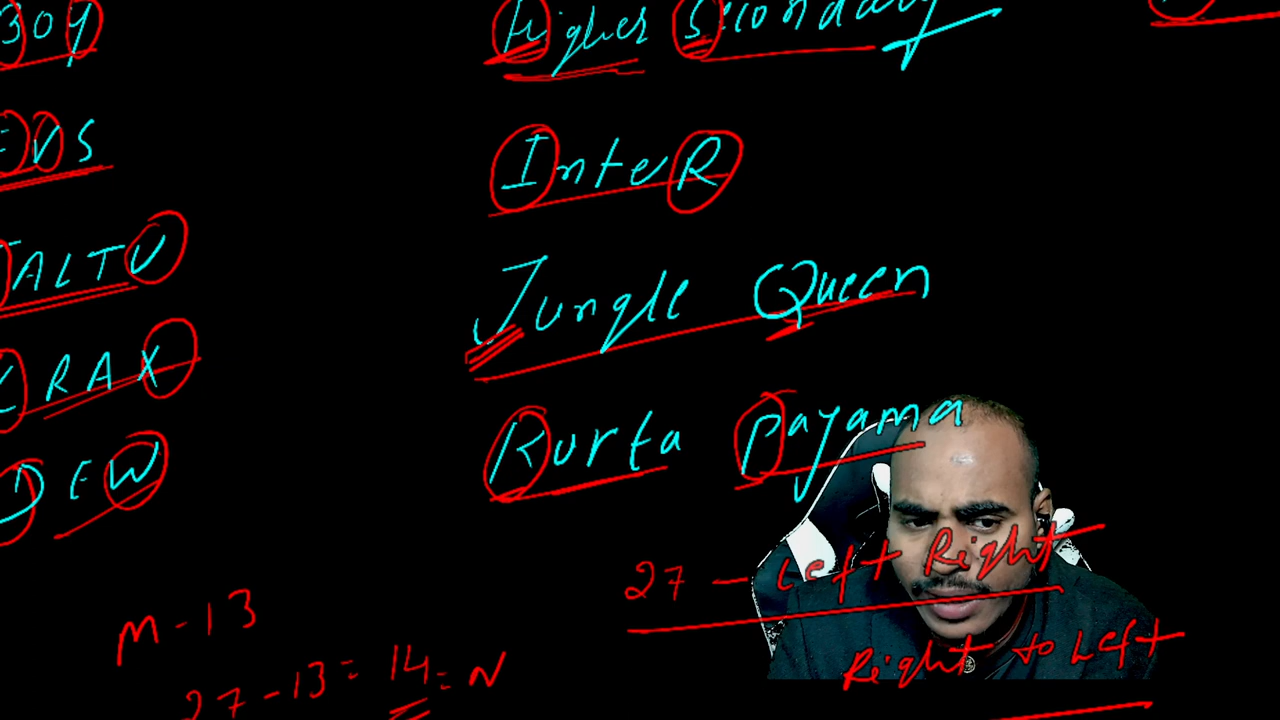 Higher Secondary
EVS
InteR
TALTU
Jungle Queen
RAX
Kurta Payama
DEW
27 - Left Right
M - 13
Right to Left
27 - 13 = 14 = N